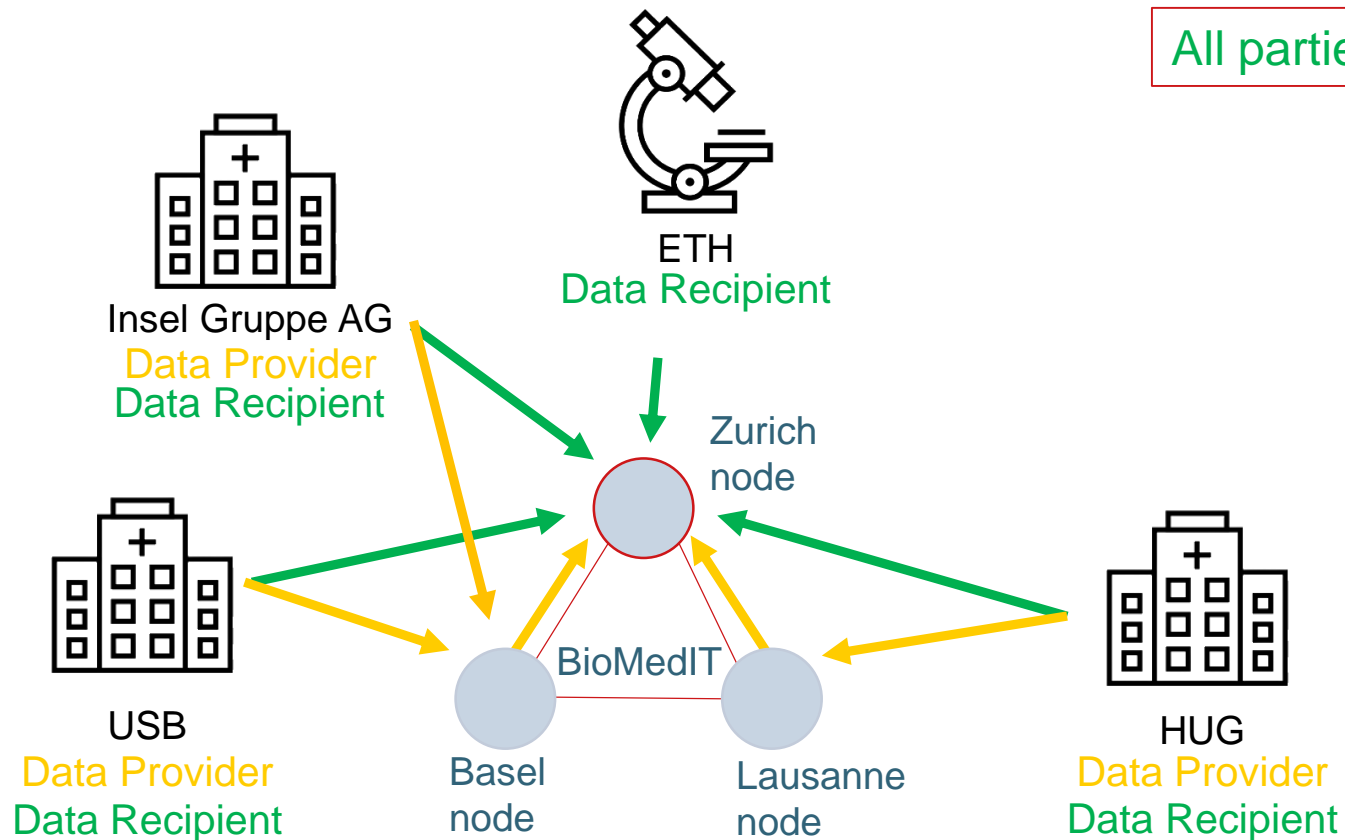 All partie
ETH
Data Recipient
Insel Gruppe AG
Data Provider
Data Recipient
Zurich
node
BioMedIT
USB
Data Provider
Data Recipient
Basel
node
Lausanne
node
HUG
Data Provider
Data Recipient